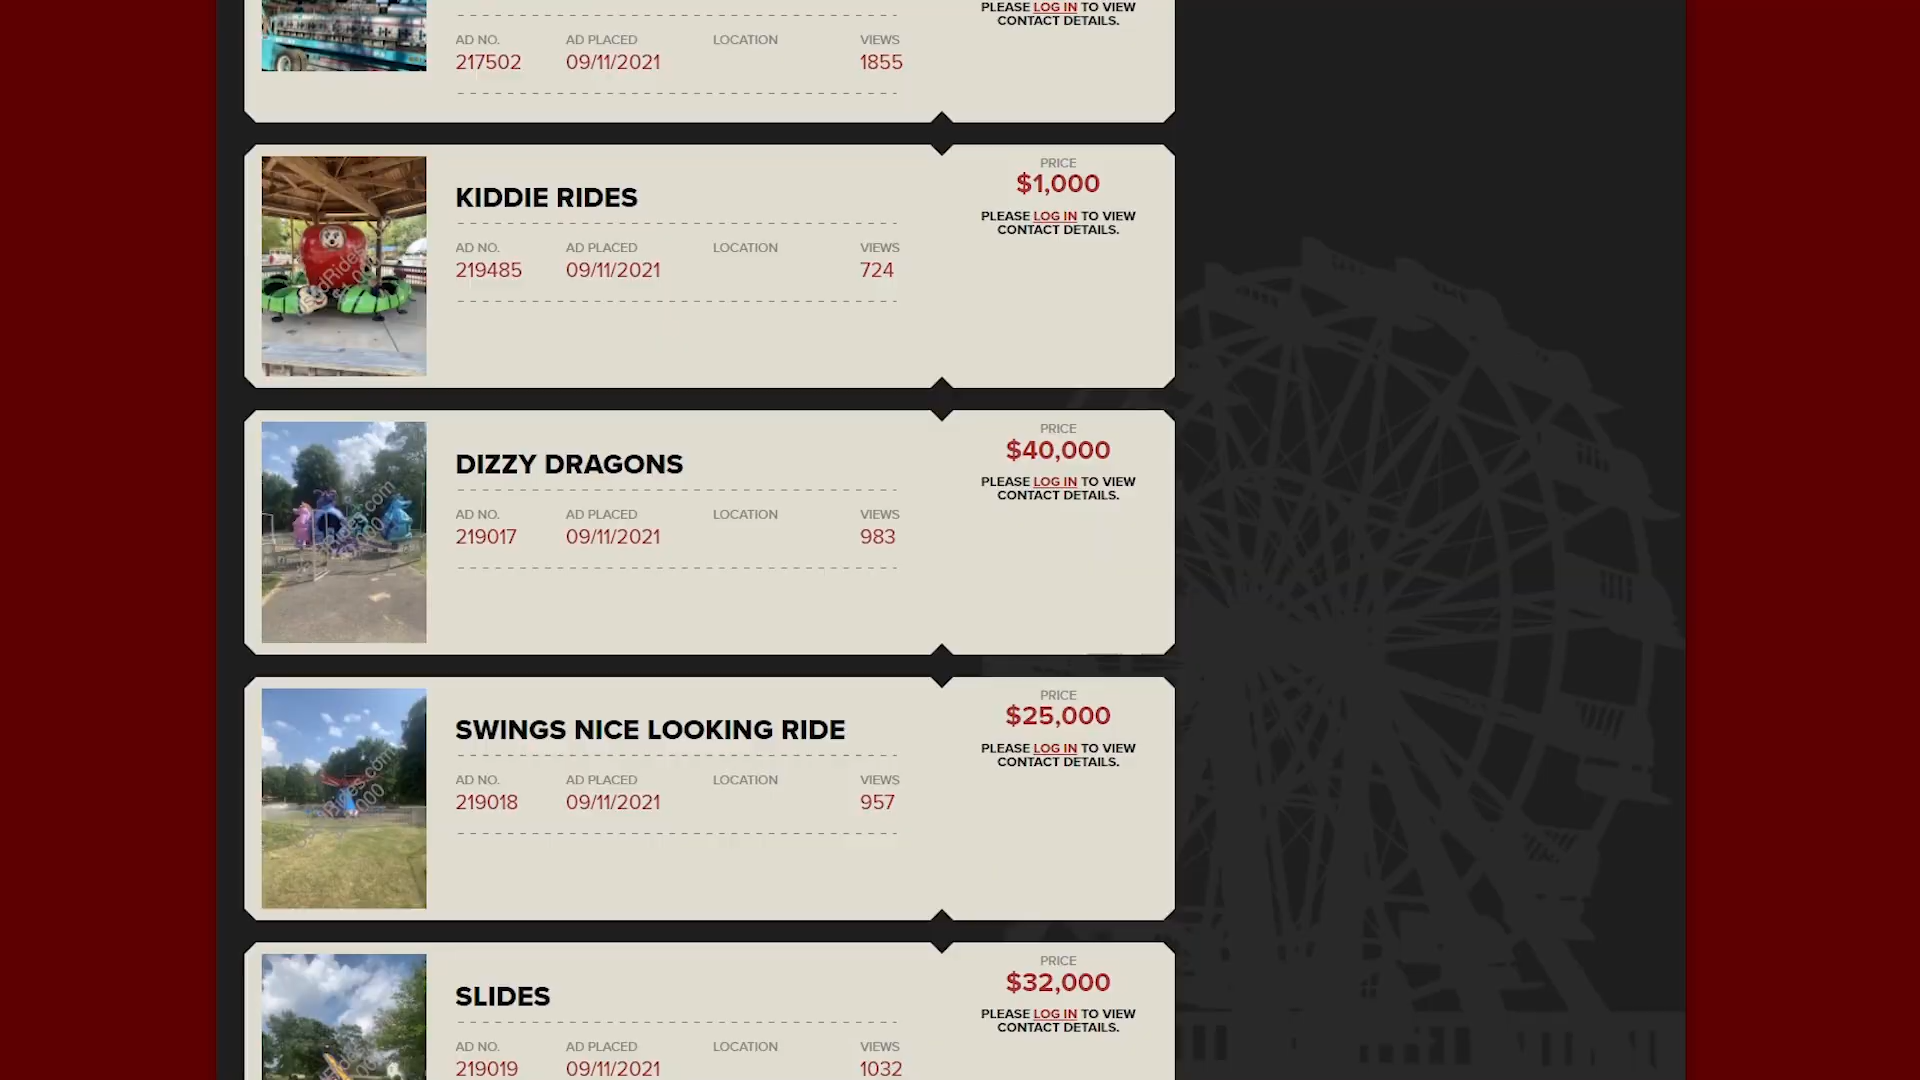 PLEASE LOG IN TO VIEW
CONTACT DETAILS.
AD NO. AD PLACED LOCATION VIEWS
217502 09/11/2021 1855
PRICE
$1,000
KIDDIE RIDES
PLEASE LOG IN TO VIEW
CONTACT DETAILS.
AD NO. AD PLACED LOCATION VIEWS
219485 09/11/2021 724
PRICE
$40,000
DIZZY DRAGONS
PLEASE LOG IN TO VIEW
CONTACT DETAILS.
AD NO. AD PLACED LOCATION VIEWS
219017 09/11/2021 983
PRICE
$25,000
SWINGS NICE LOOKING RIDE
PLEASE LOG IN TO VIEW
CONTACT DETAILS.
AD NO. AD PLACED LOCATION VIEWS
219018 09/11/2021 957
PRICE
$32,000
SLIDES
PLEASE LOG IN TO VIEW
CONTACT DETAILS.
AD NO. AD PLACED LOCATION VIEWS
219019 09/11/2021 1032